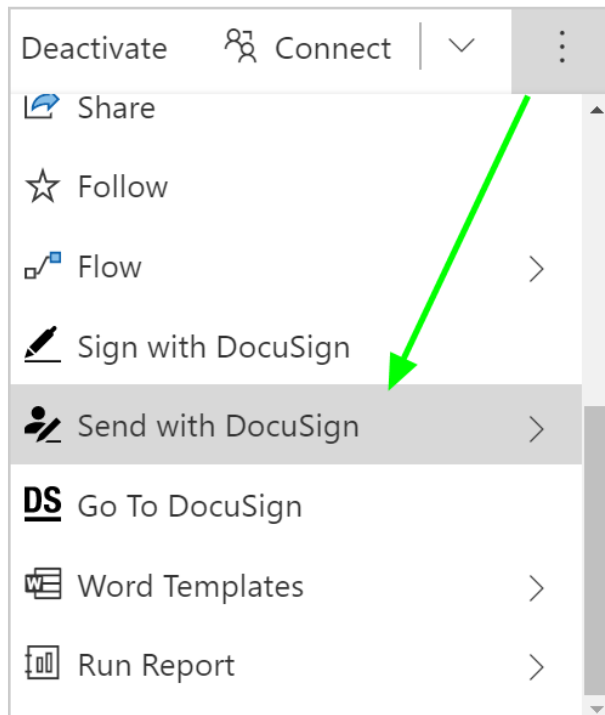 Deactivate Connect
Share
Follow
Flow
Sign with DocuSign
Send with DocuSign
DS Go To DocuSign
Word Templates
Run Report